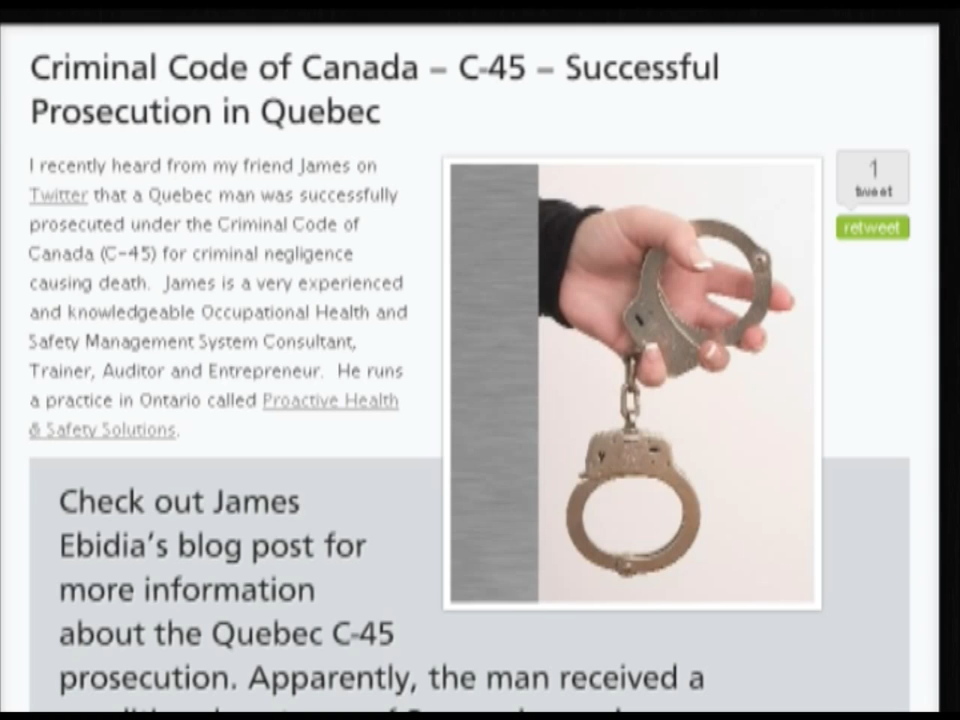 Criminal Code of Canada – C-45 – Successful
Prosecution in Quebec
I recently heard from my friend James on
Twitter that a Quebec man was successfully
prosecuted under the Criminal Code of
Canada (C-45) for criminal negligence
causing death. James is a very experienced
and knowledgeable Occupational Health and
Safety Management System Consultant,
Trainer, Auditor and Entrepreneur. He runs
a practice in Ontario called Proactive Health
& Safety Solutions.
1
tweet
retweet
Check out James
Ebidia's blog post for
more information
about the Quebec C-45
prosecution. Apparently, the man received a